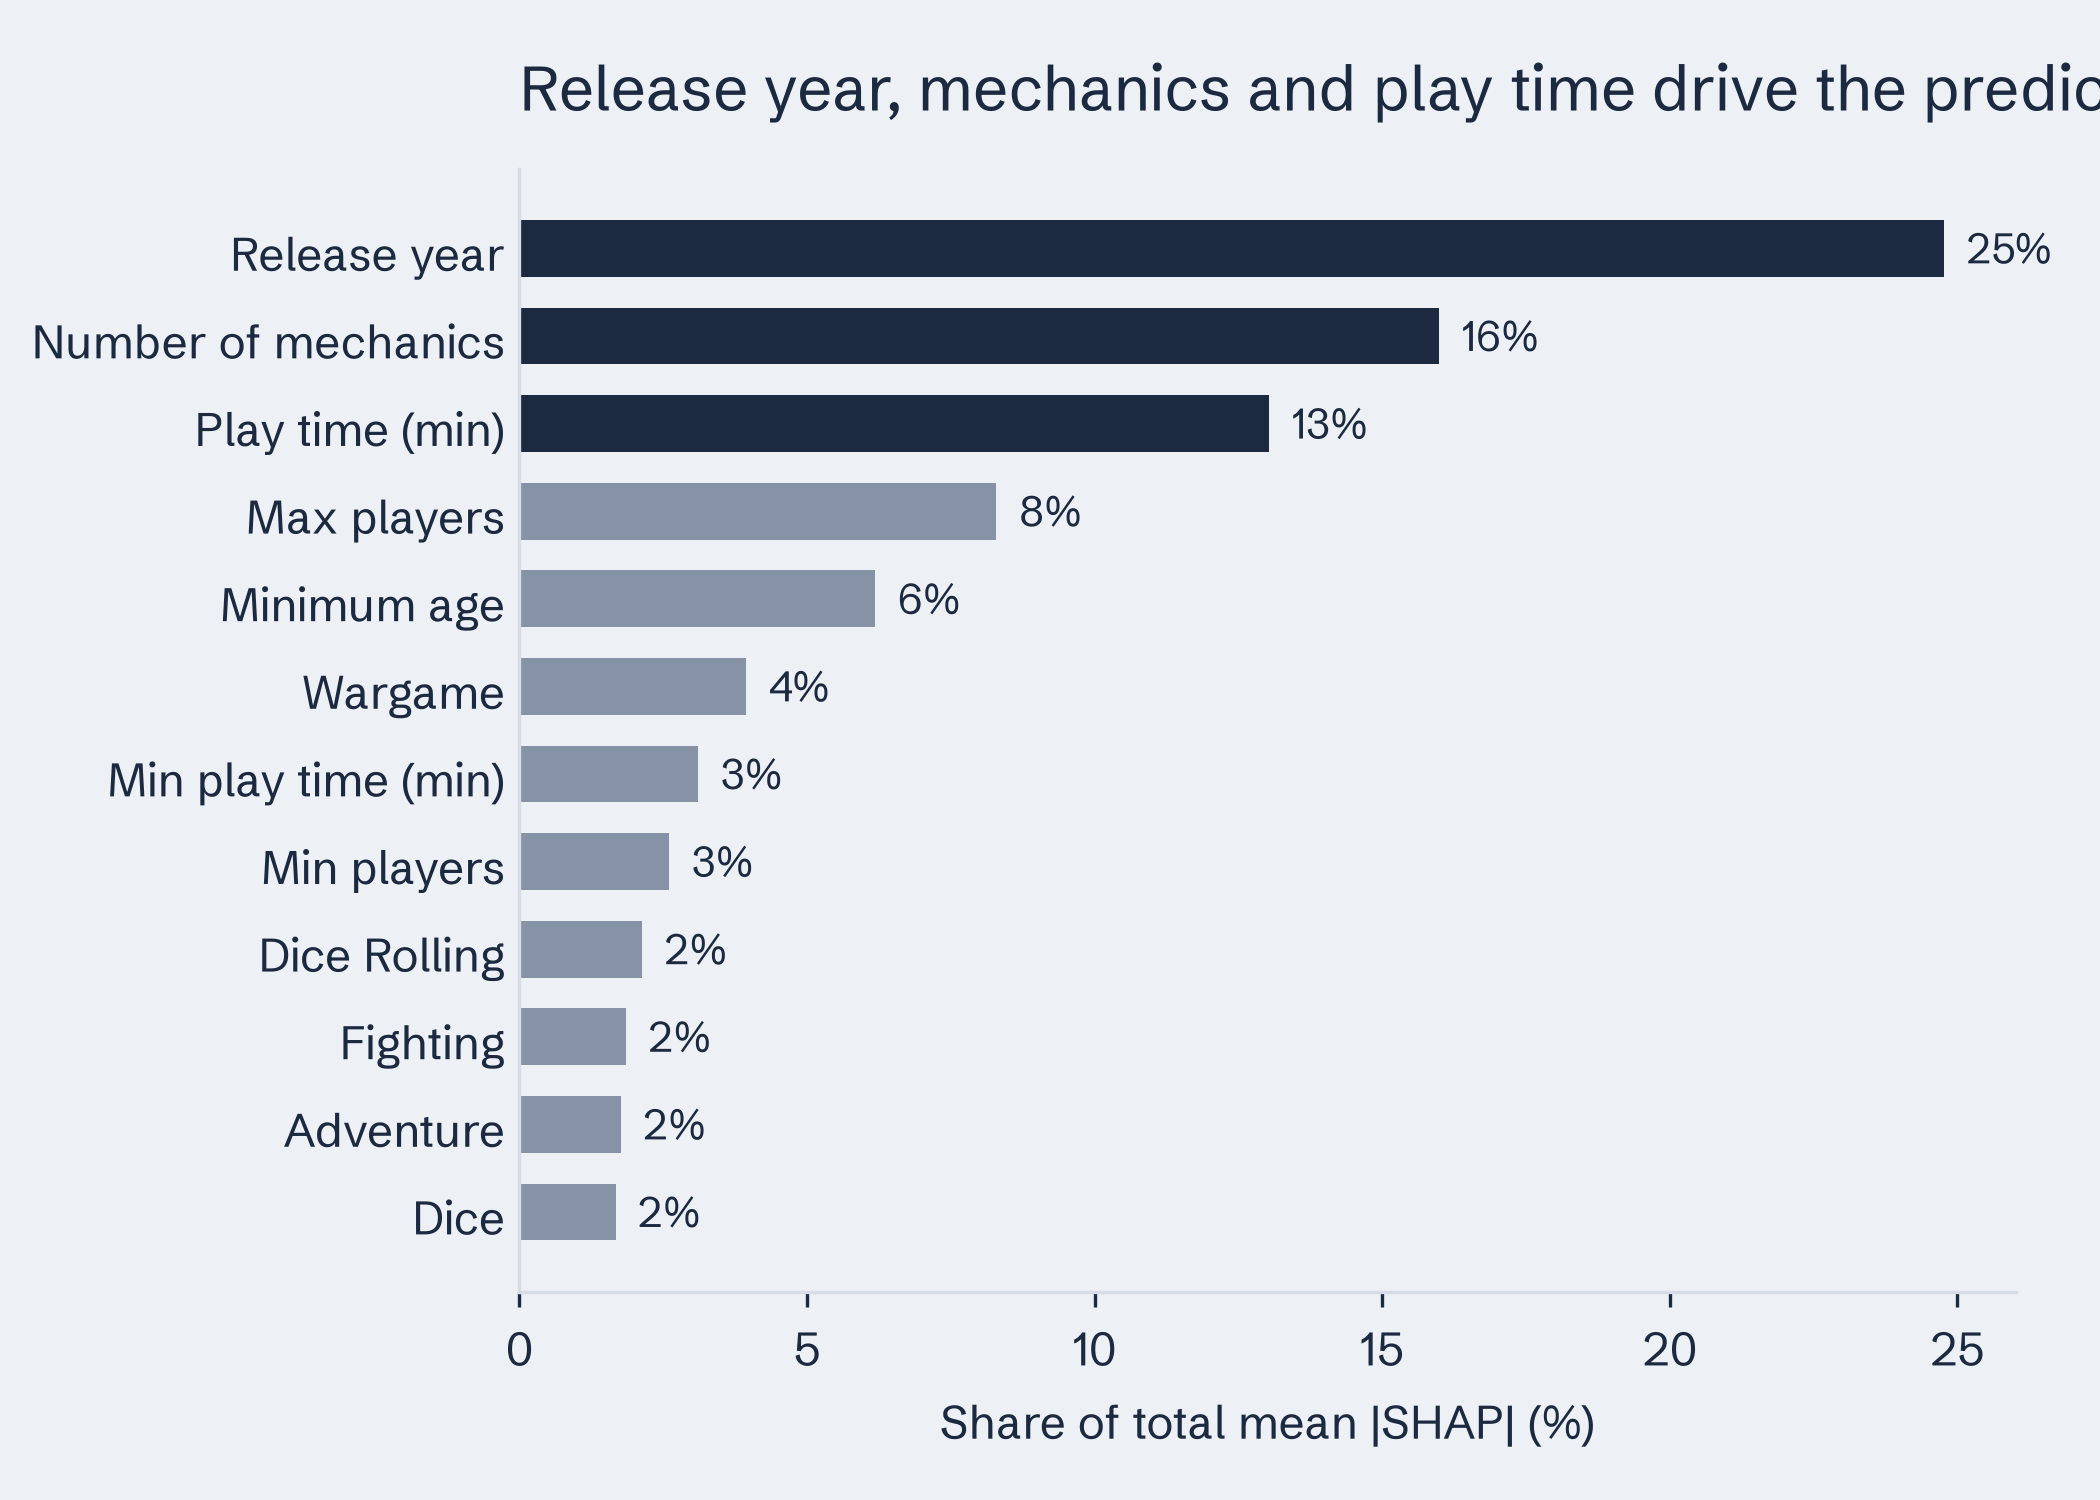 Release year, mechanics and play time drive the
Release year
25%
Number of mechanics
16%
Play time (min)
13%
Max players
8%
Minimum age
6%
Wargame
4%
Min play time (min)
3%
Min players
3%
Dice Rolling
2%
Fighting
2%
Adventure
2%
Dice
2%
0 5 10 15 20 25
Share of total mean |SHAP| (%)